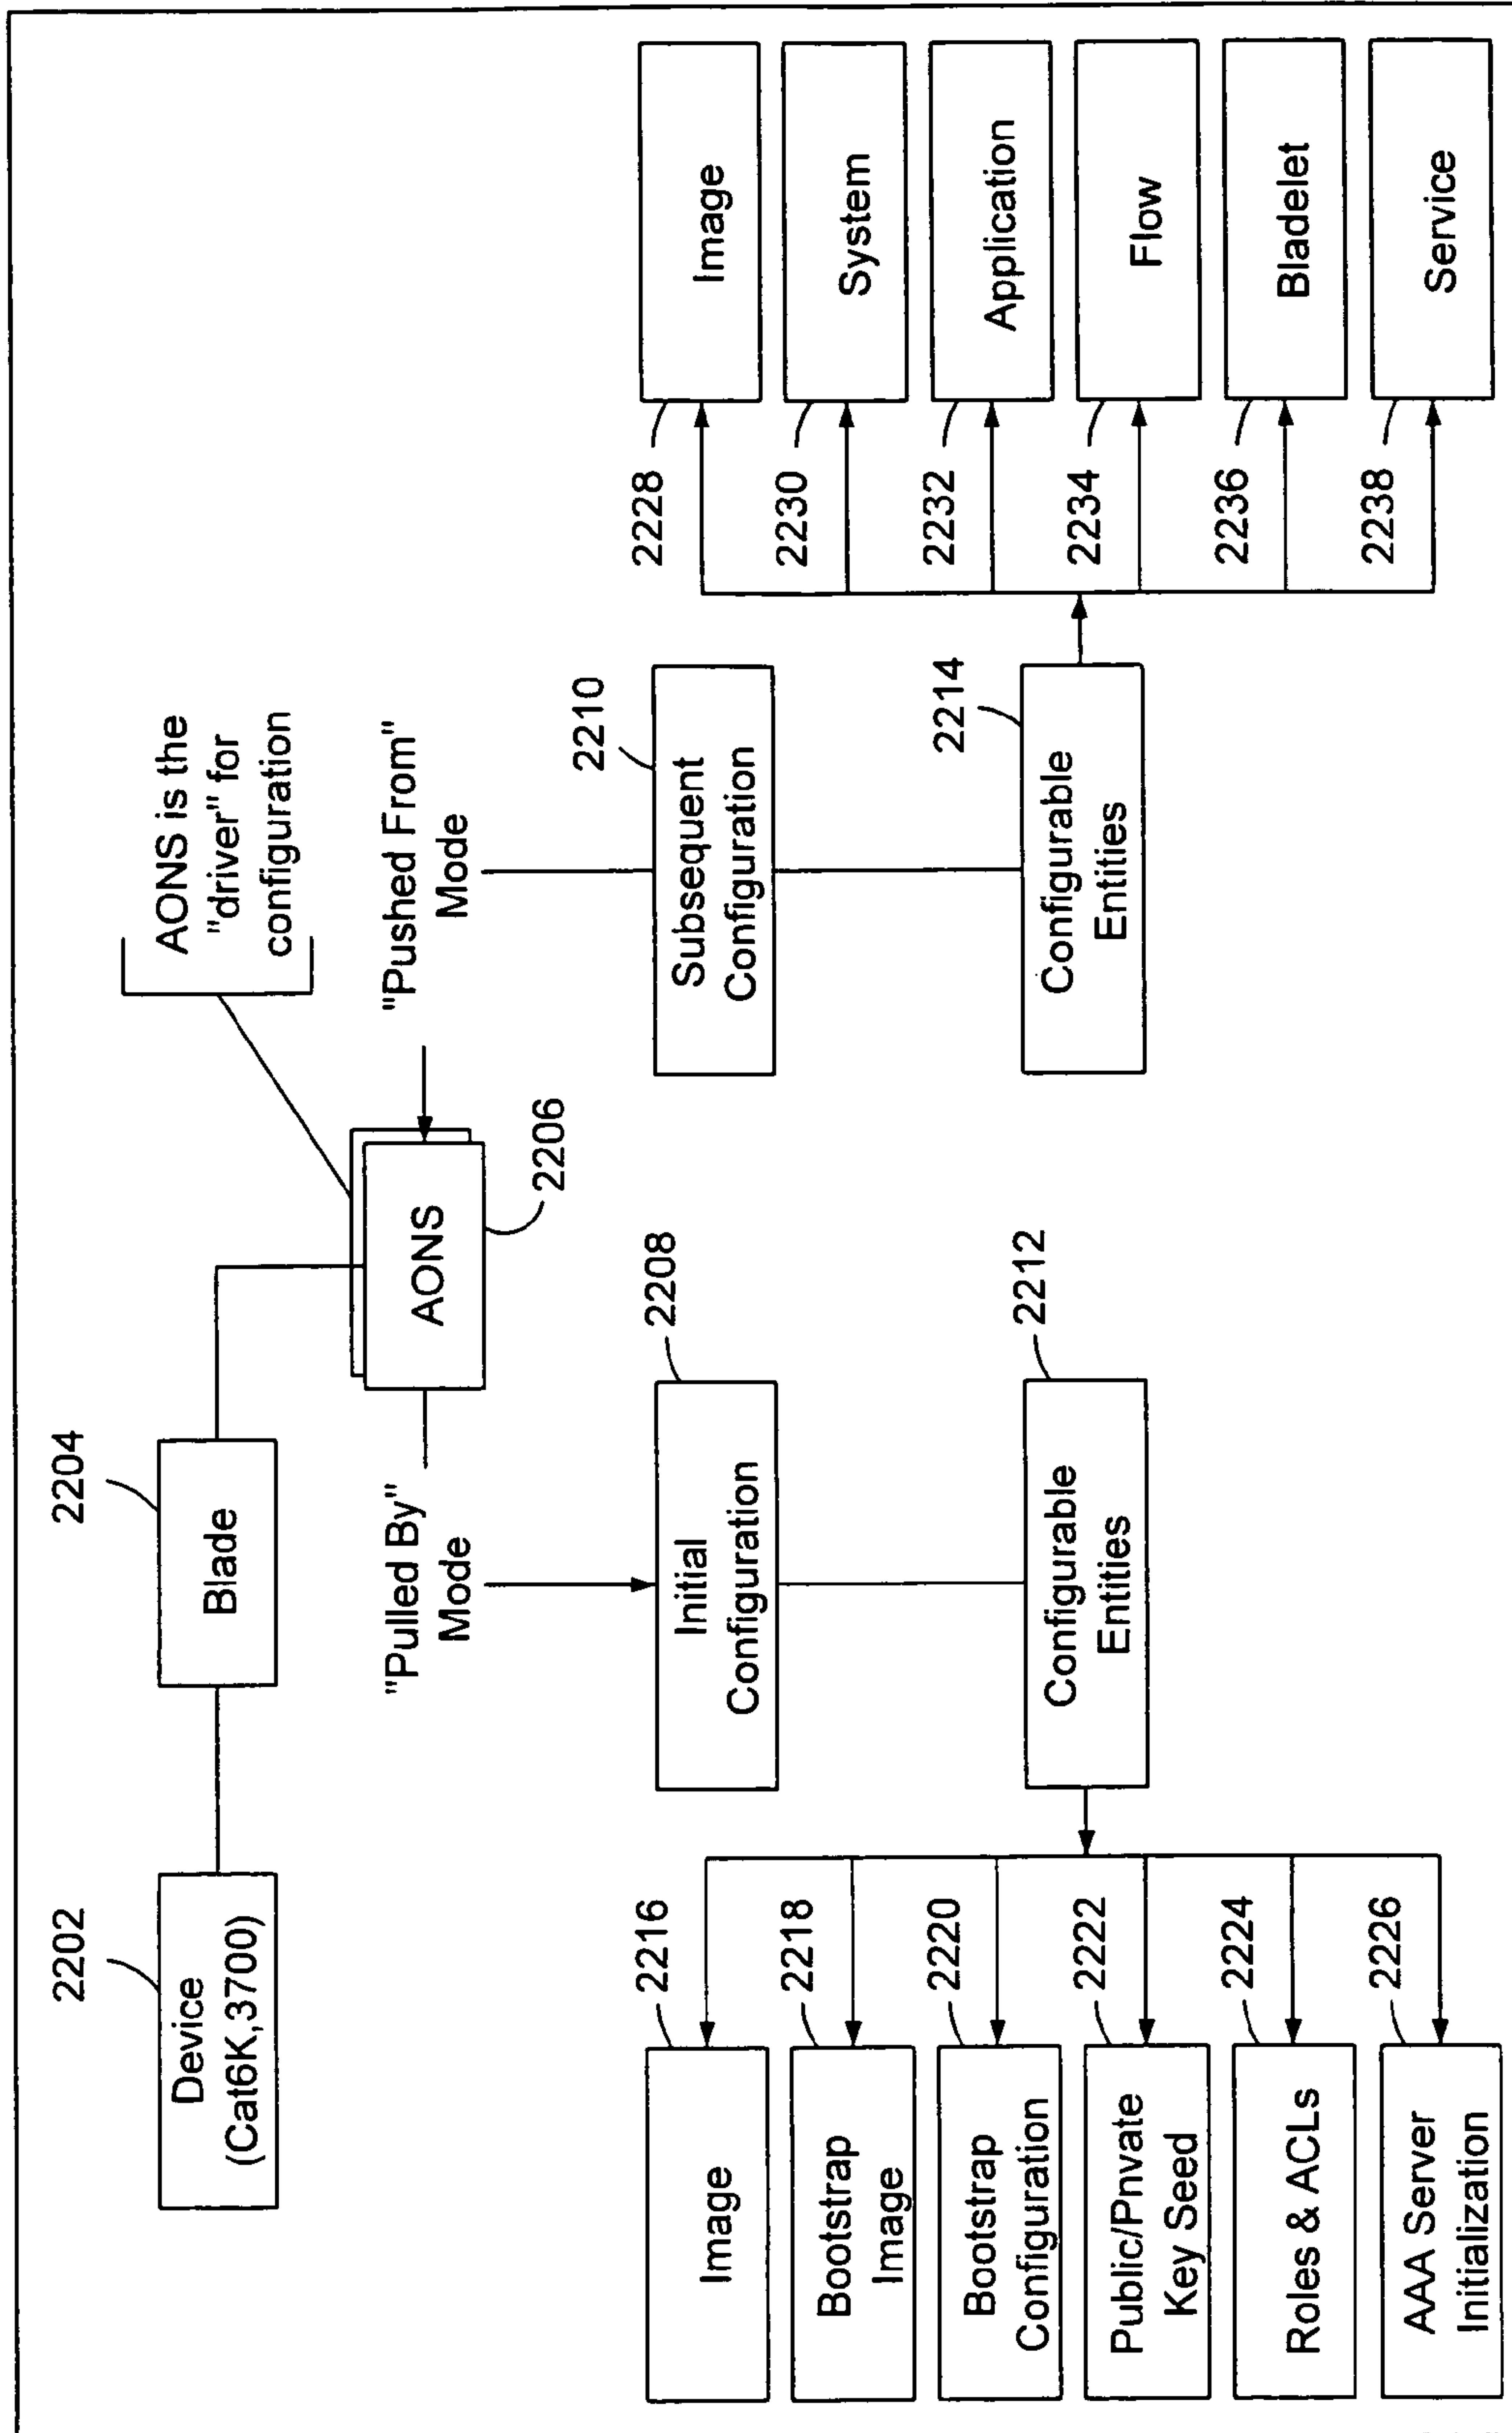 2202
Device
(Cat6K,3700)
2204
Blade
AONS is the
"driver" for
configuration
AONS
2206
"Pulled By"
Mode
"Pushed From"
Mode
2208
Initial
Configuration
2210
Subsequent
Configuration
2212
Configurable
Entities
2214
Configurable
Entities
2216
Image
2218
Bootstrap
Image
2220
Bootstrap
Configuration
2222
Public/Pnvate
Key Seed
2224
Roles & ACLs
2226
AAA Server
Initialization
2228
Image
2230
System
2232
Application
2234
Flow
2236
Bladelet
2238
Service